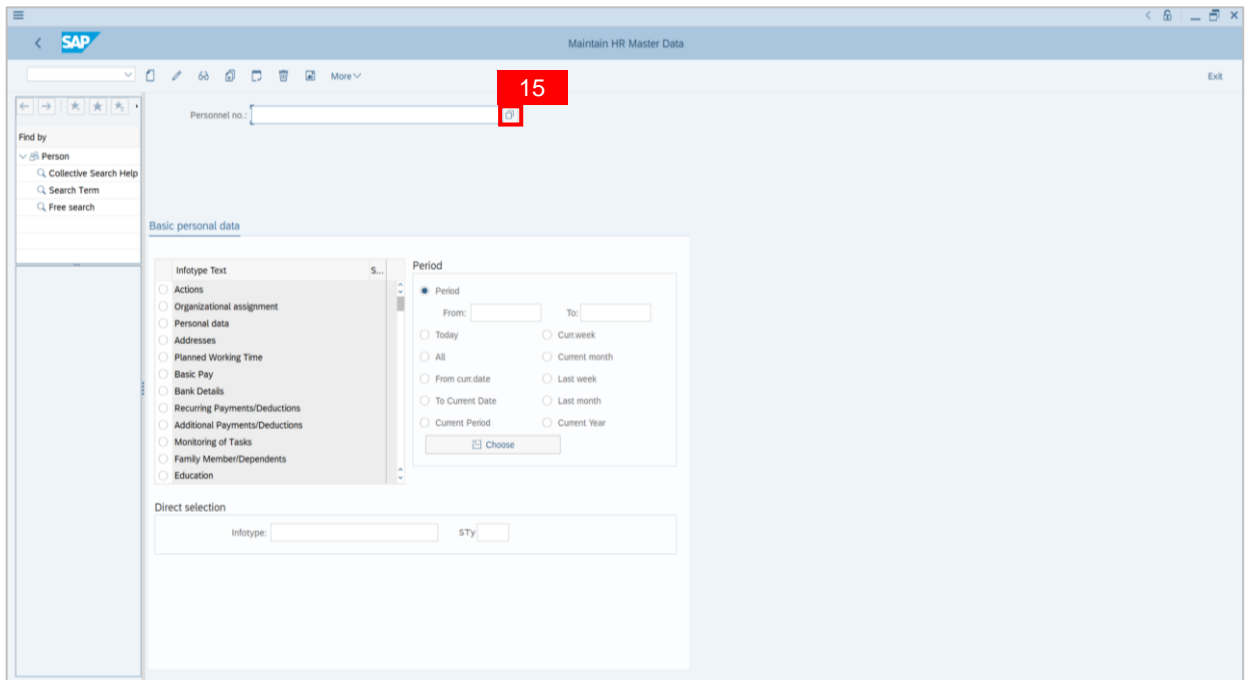 SAP
Maintain HR Master Data
More
Exit
15
Personnel no.:
Find by
Person
Collective Search Help
Search Term
Free search
Basic personal data
Infotype Text S...
Actions
Organizational assignment
Personal data
Addresses
Planned Working Time
Basic Pay
Bank Details
Recurring Payments/Deductions
Additional Payments/Deductions
Monitoring of Tasks
Family Member/Dependents
Education
Period
Period
From: To:
Today Curr.week
All Current month
From curr.date Last week
To Current Date Last month
Current Period Current Year
Choose
Direct selection
Infotype: STy